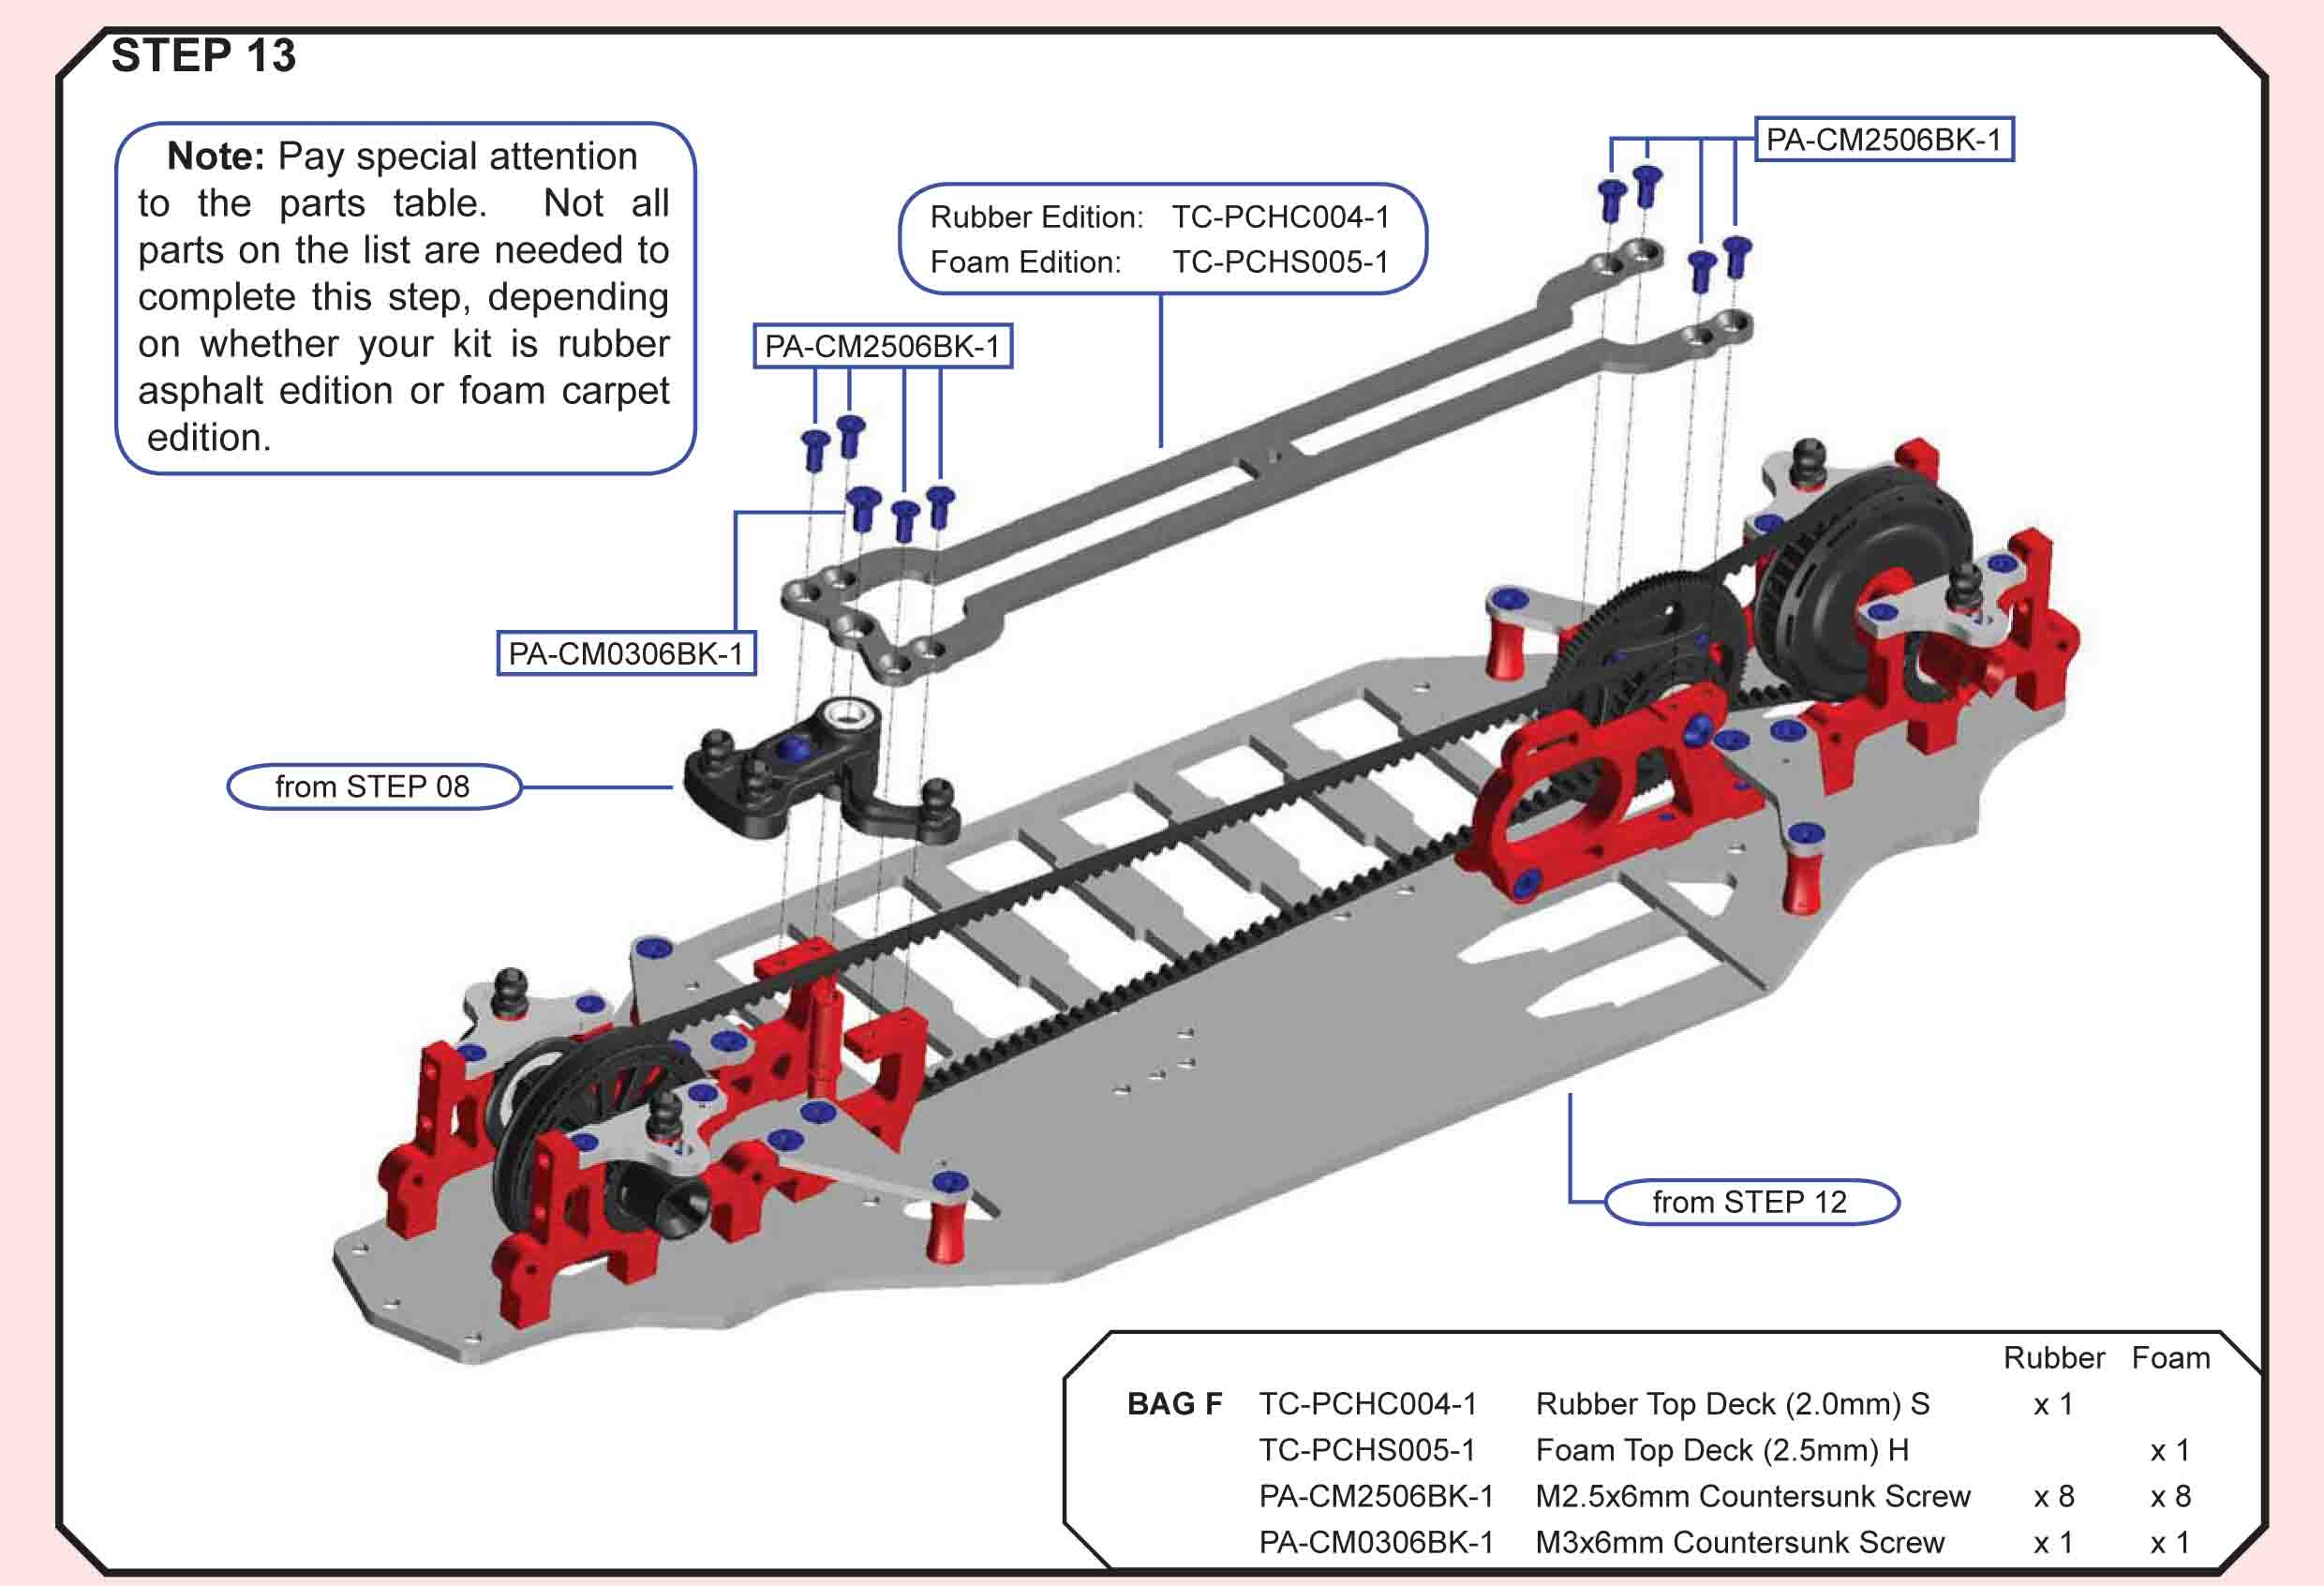 STEP 13
Note: Pay special attention
to the parts table. Not all
parts on the list are needed to
complete this step, depending
on whether your kit is rubber
asphalt edition or foam carpet
edition.
PA-CM2506BK-1
Rubber Edition: TC-PCHC004-1
Foam Edition: TC-PCHS005-1
PA-CM2506BK-1
PA-CM0306BK-1
from STEP 08
from STEP 12
Rubber Foam
BAG F TC-PCHC004-1 Rubber Top Deck (2.0mm) S x 1
TC-PCHS005-1 Foam Top Deck (2.5mm) H x 1
PA-CM2506BK-1 M2.5x6mm Countersunk Screw x 8 x 8
PA-CM0306BK-1 M3x6mm Countersunk Screw x 1 x 1